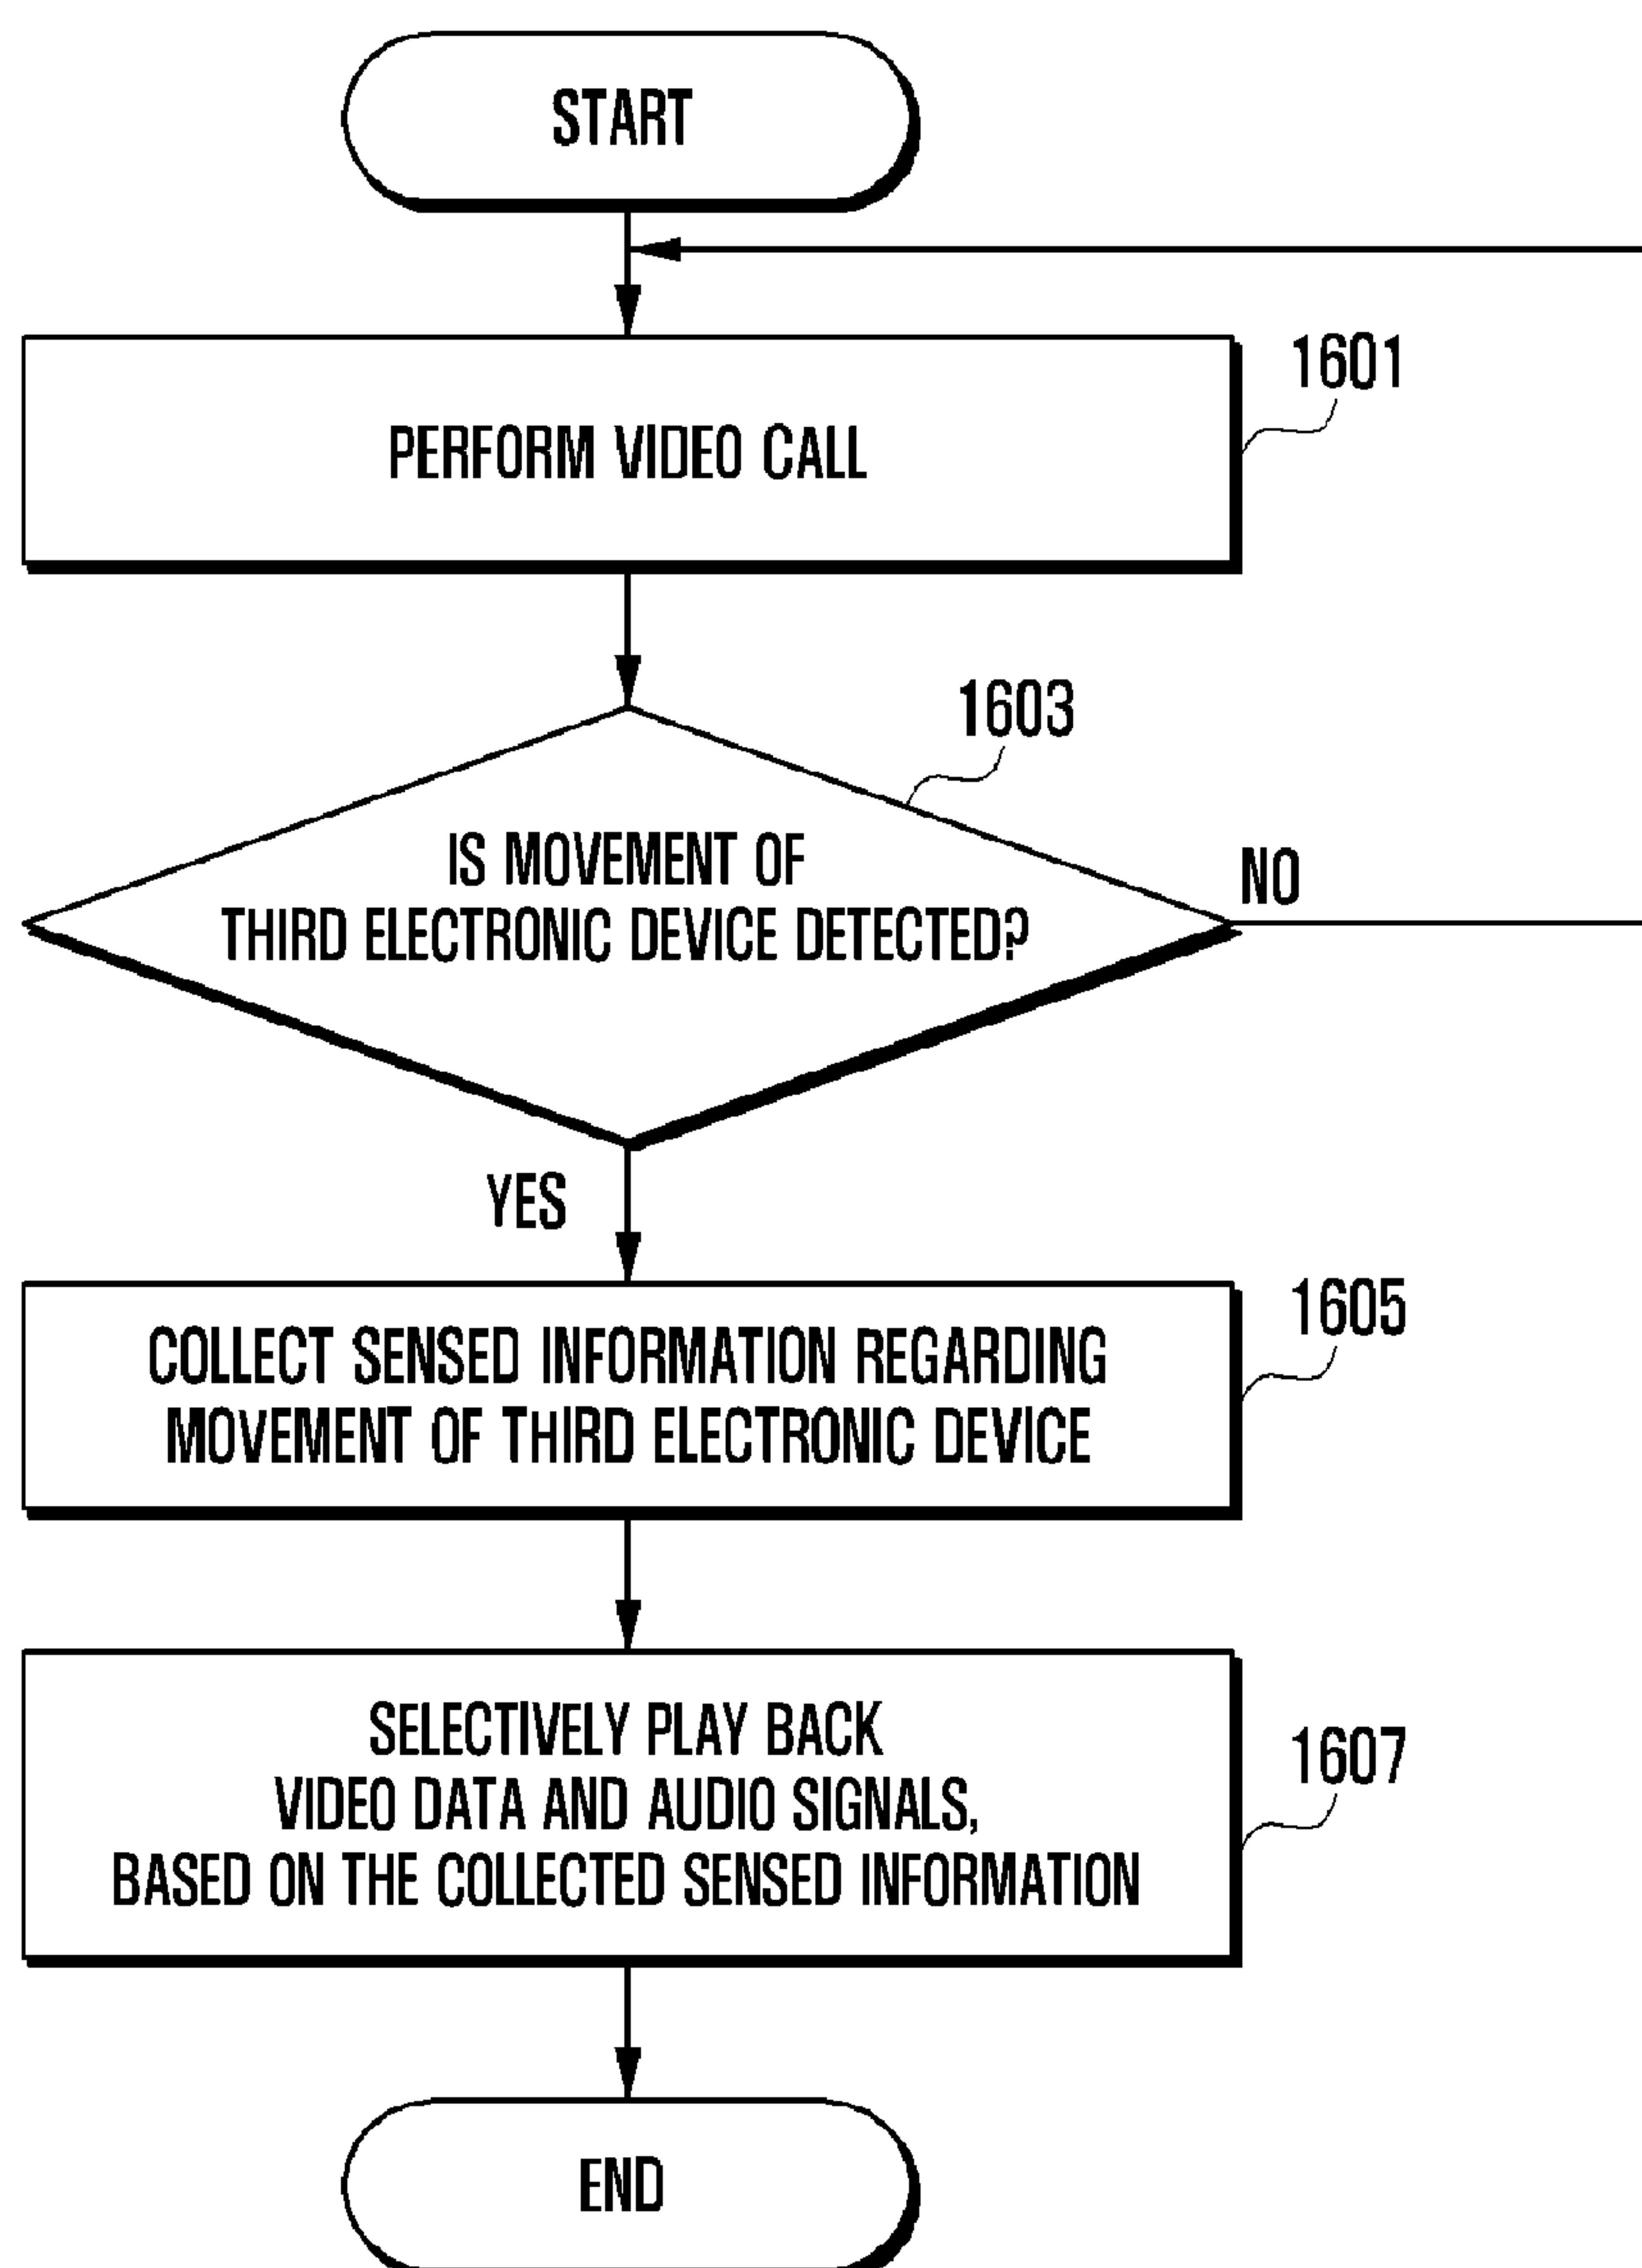 START
PERFORM VIDEO CALL
1601
1603
IS MOVEMENT OF
THIRD ELECTRONIC DEVICE DETECTED?
NO
YES
COLLECT SENSED INFORMATION REGARDING
MOVEMENT OF THIRD ELECTRONIC DEVICE
1605
SELECTIVELY PLAY BACK
VIDEO DATA AND AUDIO SIGNALS,
BASED ON THE COLLECTED SENSED INFORMATION
1607
END